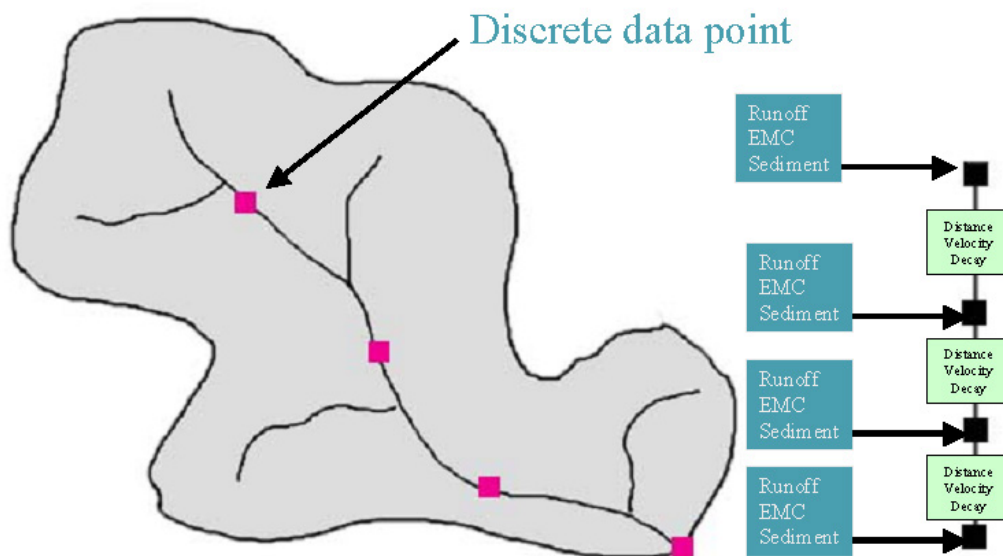 Discrete data point
Runoff
EMC
Sediment
Distance
Velocity
Decay
Runoff
EMC
Sediment
Distance
Velocity
Decay
Runoff
EMC
Sediment
Distance
Velocity
Decay
Runoff
EMC
Sediment